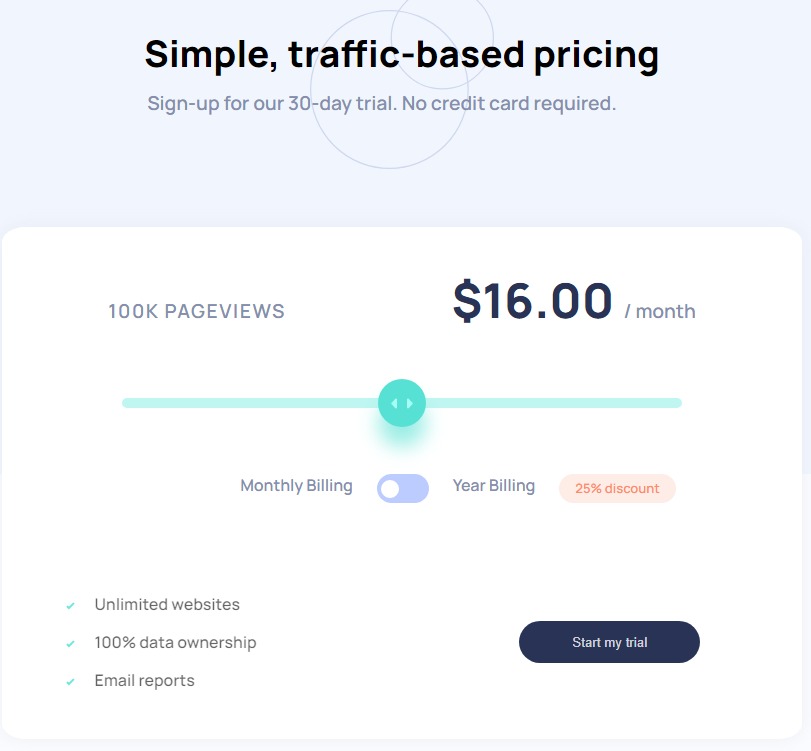 Simple, traffic-based pricing
Sign-up for our 30-day trial. No credit card required.
100K PAGEVIEWS
$16.00 / month
Monthly Billing
Year Billing
25% discount
Unlimited websites
100% data ownership
Email reports
Start my trial